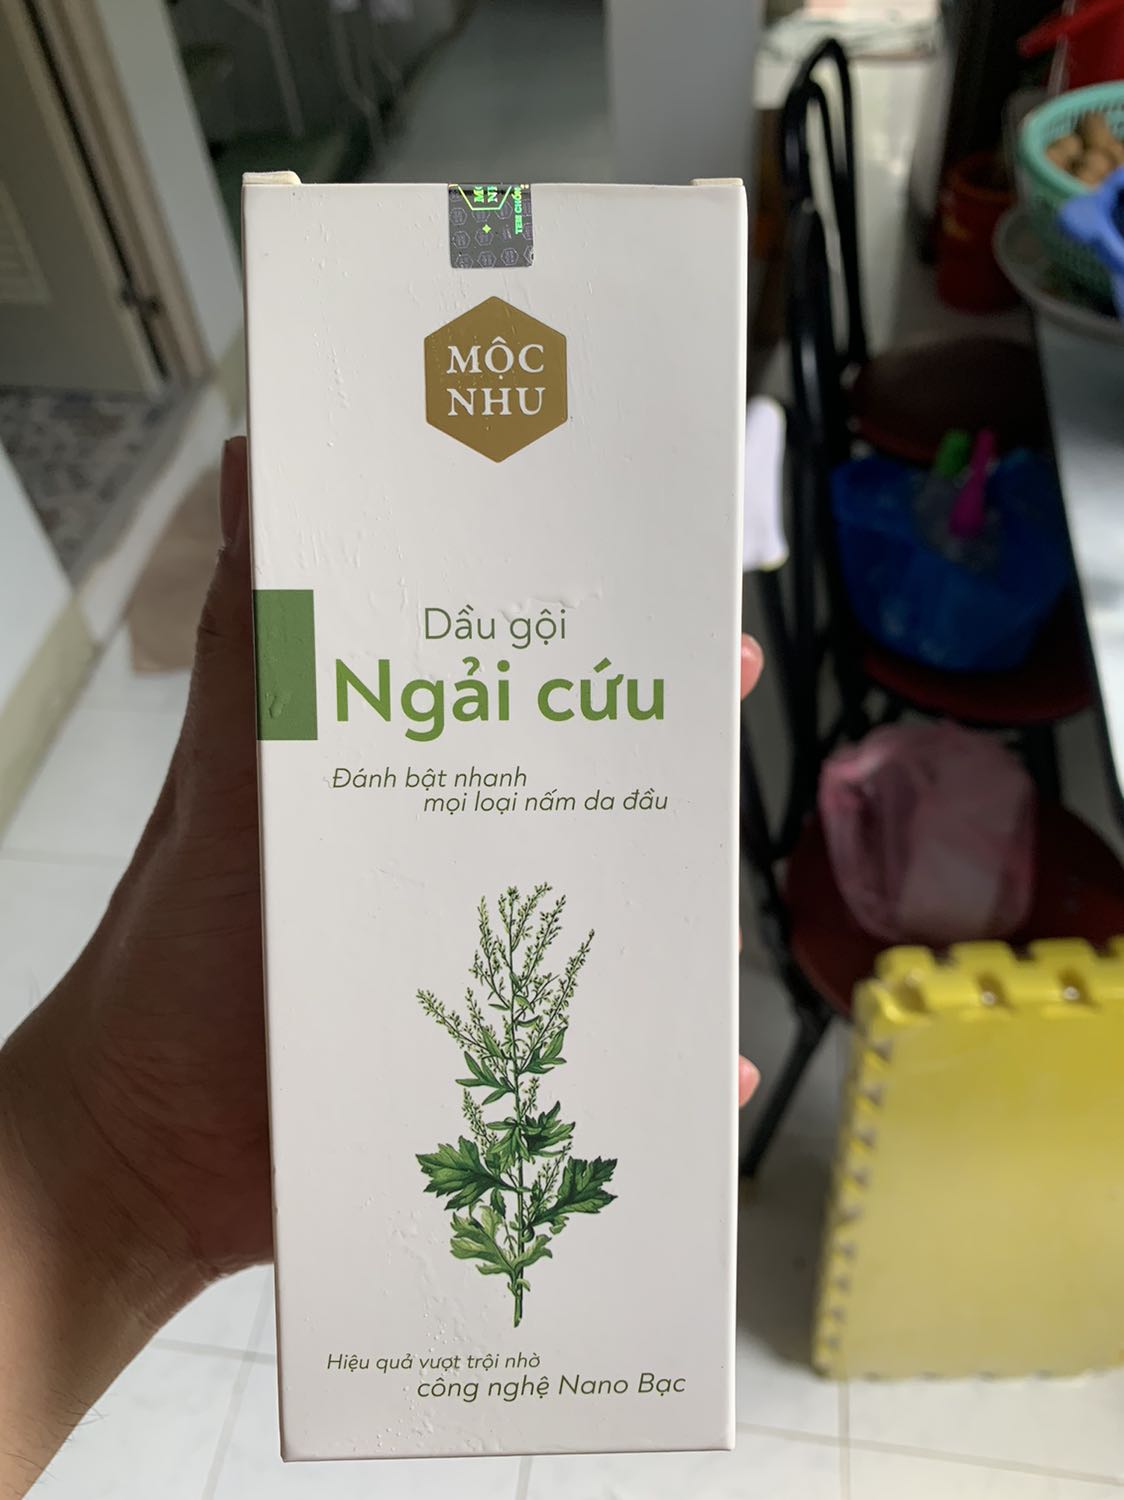 MỘC
NHU
Dầu gội
Ngải cứu
Đánh bật nhanh
mọi loại nấm da đầu
Hiệu quả vượt trội nhờ
công nghệ Nano Bạc